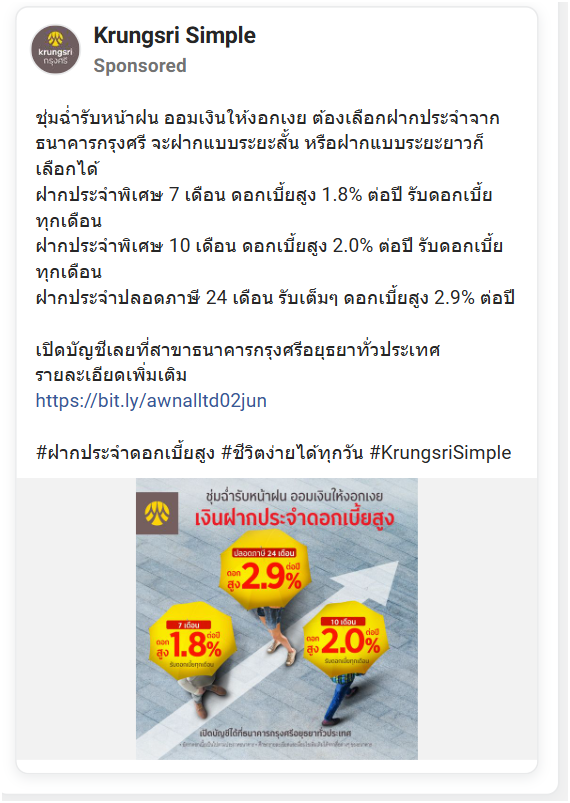 krungsri
กรุงศรี
Krungsri Simple
Sponsored
ชุ่มฉ่ำรับหน้าฝน ออมเงินให้งอกเงย ต้องเลือกฝากประจำจาก
ธนาคารกรุงศรี จะฝากแบบระยะสั้น หรือฝากแบบระยะยาวก็
เลือกได้
ฝากประจำพิเศษ 7 เดือน ดอกเบี้ยสูง 1.8% ต่อปี รับดอกเบี้ย
ทุกเดือน
ฝากประจำพิเศษ 10 เดือน ดอกเบี้ยสูง 2.0% ต่อปี รับดอกเบี้ย
ทุกเดือน
ฝากประจำปลอดภาษี 24 เดือน รับเต็มๆ ดอกเบี้ยสูง 2.9% ต่อปี
เปิดบัญชีเลยที่สาขาธนาคารกรุงศรีอยุธยาทั่วประเทศ
รายละเอียดเพิ่มเติม
https://bit.ly/awnalltd02jun
#ฝากประจำดอกเบี้ยสูง #ชีวิตง่ายได้ทุกวัน #KrungsriSimple
ชุ่มฉ่ำรับหน้าฝน ออมเงินให้งอกเงย
เงินฝากประจำดอกเบี้ยสูง
ปลอดภาษี 24 เดือน
ดอกสูง 2.9% ต่อปี
7 เดือน
ดอกสูง 1.8% ต่อปี
รับดอกเบี้ยทุกเดือน
10 เดือน
ดอกสูง 2.0% ต่อปี
รับดอกเบี้ยทุกเดือน
เปิดบัญชีได้ที่ธนาคารกรุงศรีอยุธยาทั่วประเทศ